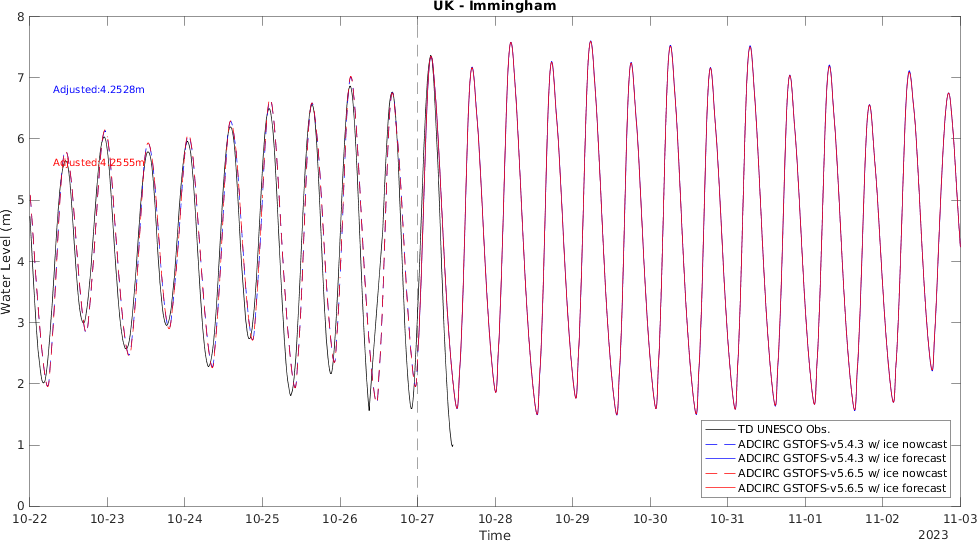 UK - Immingham
8
7
6
5
4
3
2
1
0
Water Level (m)
Adjusted:4.2528m
Adjusted:4.2555m
TD UNESCO Obs.
ADCIRC GSTOFS-v5.4.3 w/ ice nowcast
ADCIRC GSTOFS-v5.4.3 w/ ice forecast
ADCIRC GSTOFS-v5.6.5 w/ ice nowcast
ADCIRC GSTOFS-v5.6.5 w/ ice forecast
10-22 10-23 10-24 10-25 10-26 10-27 10-28 10-29 10-30 10-31 11-01 11-02 11-03
Time
2023